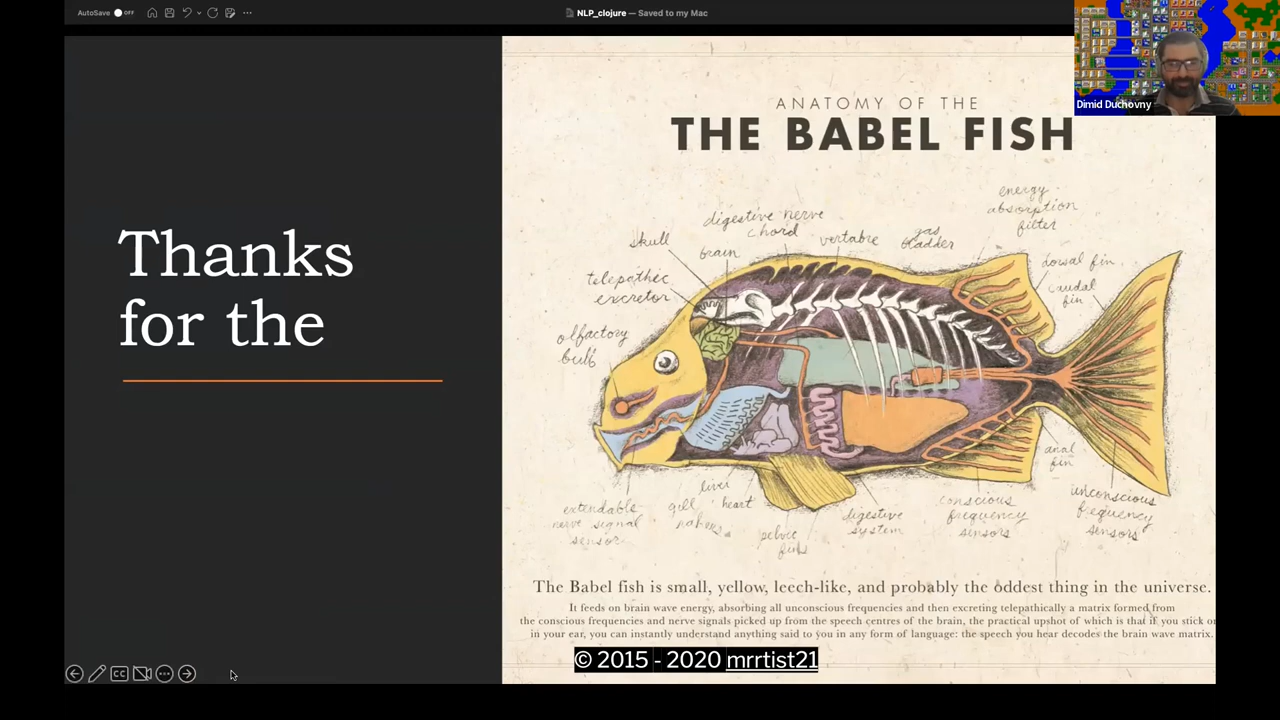 AutoSave OFF
NLP_clojure — Saved to my Mac
Dimid Duchovny
Thanks
for the
ANATOMY OF THE
THE BABEL FISH
energy
absorption
filter
digestive nerve
chord
skull
brain
vertabre
gas
bladder
dorsal fin
caudal
fin
telepathic
excretor
olfactory
bulb
anal
fin
liver
heart
gill
extendable
nerve signal
sensor
pelvic
fins
digestive
system
conscious
frequency
sensors
unconscious
frequency
sensors
The Babel fish is small, yellow, leech-like, and probably the oddest thing in the universe.
It feeds on brain wave energy, absorbing all unconscious frequencies and then excreting telepathically a matrix formed from
the conscious frequencies and nerve signals picked up from the speech centres of the brain, the practical upshot of which is that if you stick
in your ear, you can instantly understand anything said to you in any form of language: the speech you hear decodes the brain wave matrix.
© 2015 - 2020 mrrtist21
CC